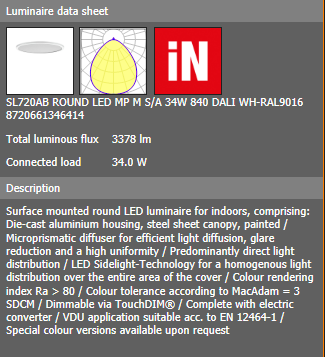 Luminaire data sheet
iN
SL720AB ROUND LED MP M S/A 34W 840 DALI WH-RAL9016
8720661346414
Total luminous flux 3378 lm
Connected load 34.0 W
Description
Surface mounted round LED luminaire for indoors, comprising:
Die-cast aluminium housing, steel sheet canopy, painted /
Microprismatic diffuser for efficient light diffusion, glare
reduction and a high uniformity / Predominantly direct light
distribution / LED Sidelight-Technology for a homogenous light
distribution over the entire area of the cover / Colour rendering
index Ra > 80 / Colour tolerance according to MacAdam = 3
SDCM / Dimmable via TouchDIM® / Complete with electric
converter / VDU application suitable acc. to EN 12464-1 /
Special colour versions available upon request